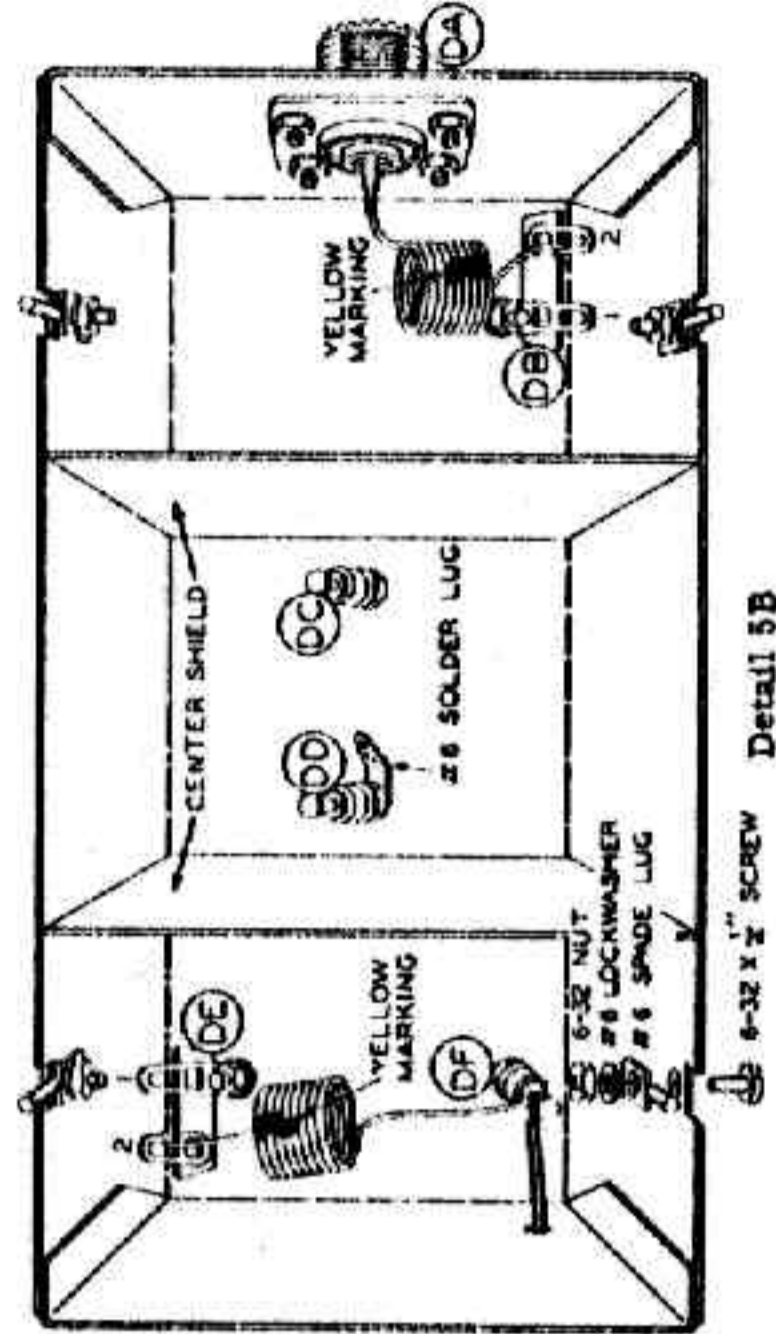 DA
YELLOW
MARKING
2
1
DB
CENTER SHIELD
DC
DD
#6 SOLDER LUG
2
DE
YELLOW
MARKING
DF
6-32 NUT
#6 LOCKWASHER
#6 SPADE LUG
6-32 X 1/2" SCREW
Detail 5B